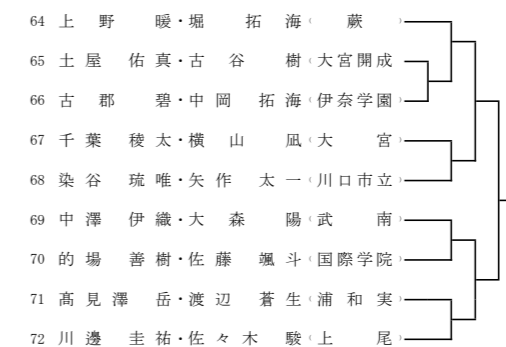 64 上野 暖・堀 拓海（蕨）
65 土屋 佑真・古谷 樹（大宮開成）
66 古郡 碧・中岡 拓海（伊奈学園）
67 千葉 稜太・横山 凪（大宮）
68 染谷 琉唯・矢作 太一（川口市立）
69 中澤 伊織・大森 陽（武南）
70 的場 善樹・佐藤 颯斗（国際学院）
71 髙見澤 岳・渡辺 蒼生（浦和実）
72 川邊 圭祐・佐々木 駿（上尾）